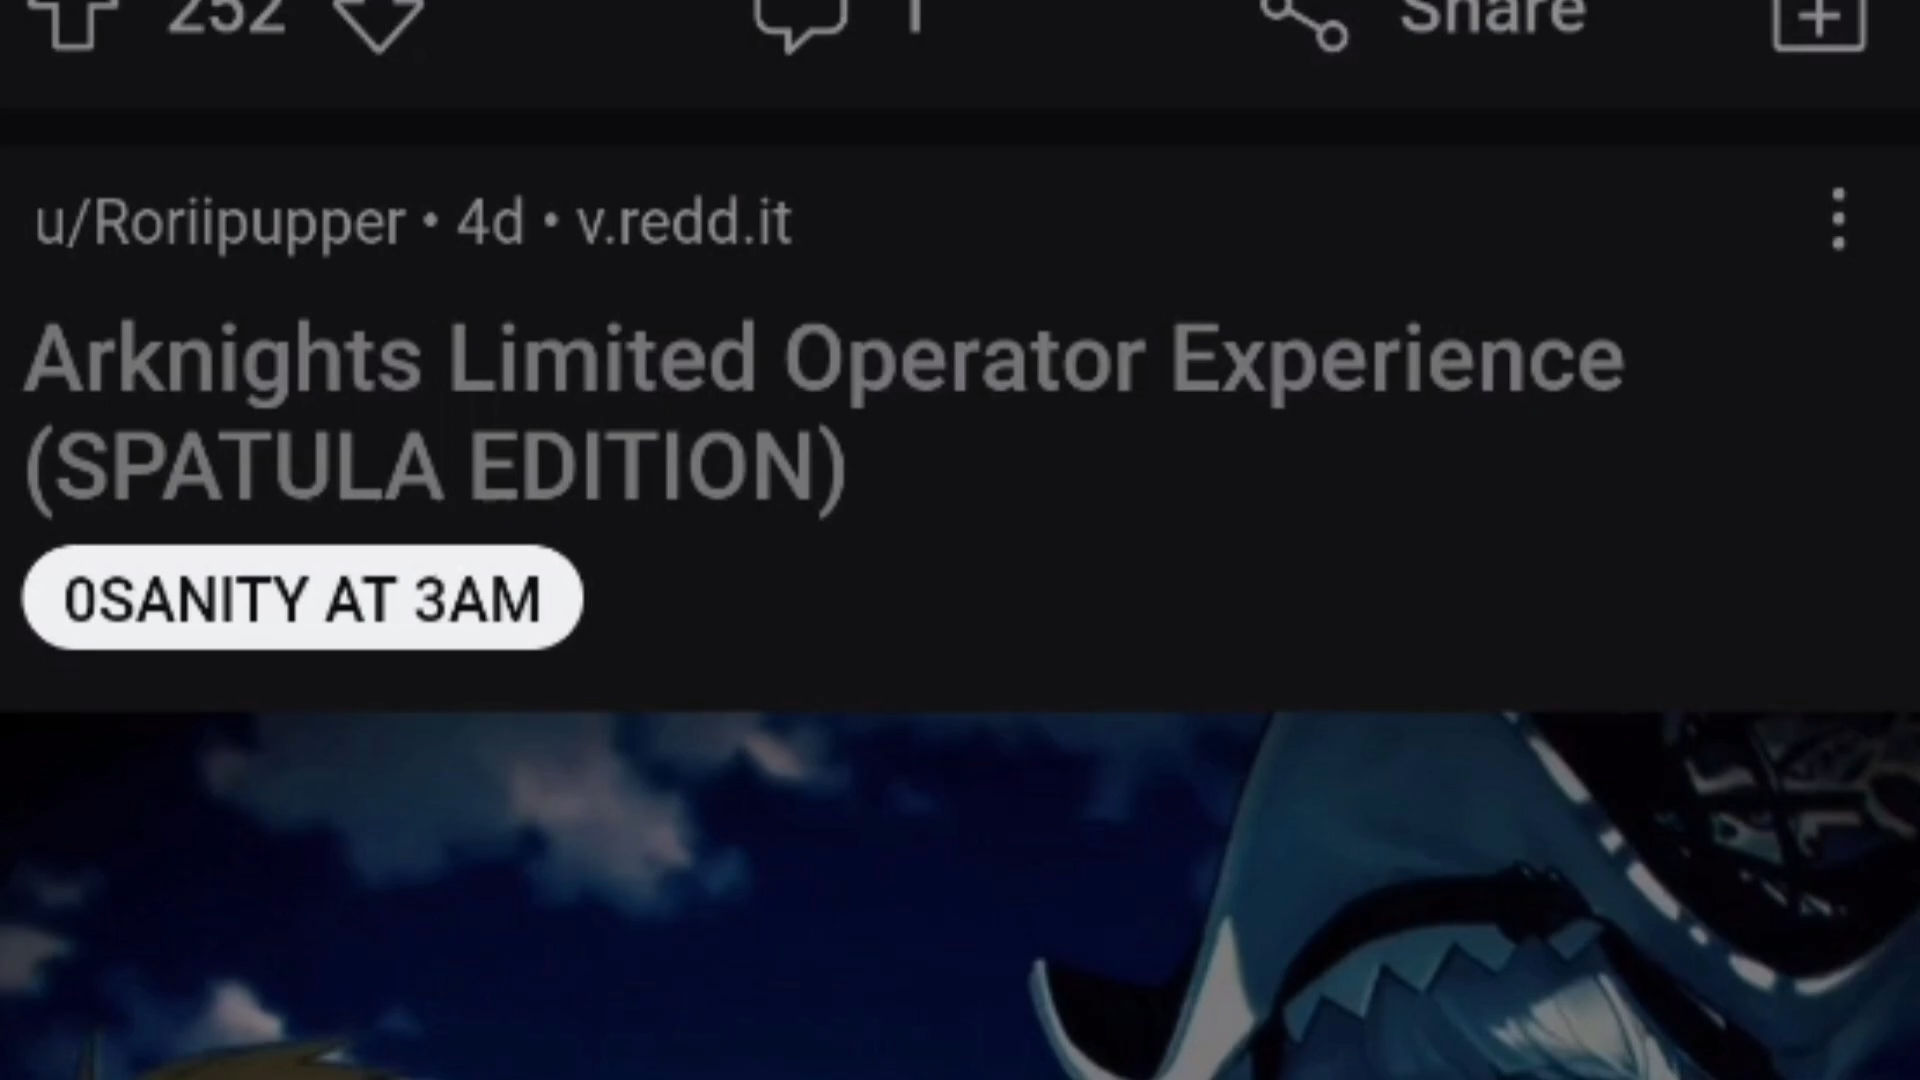 252 1 Share
u/Roriipupper • 4d • v.redd.it
Arknights Limited Operator Experience
(SPATULA EDITION)
0SANITY AT 3AM